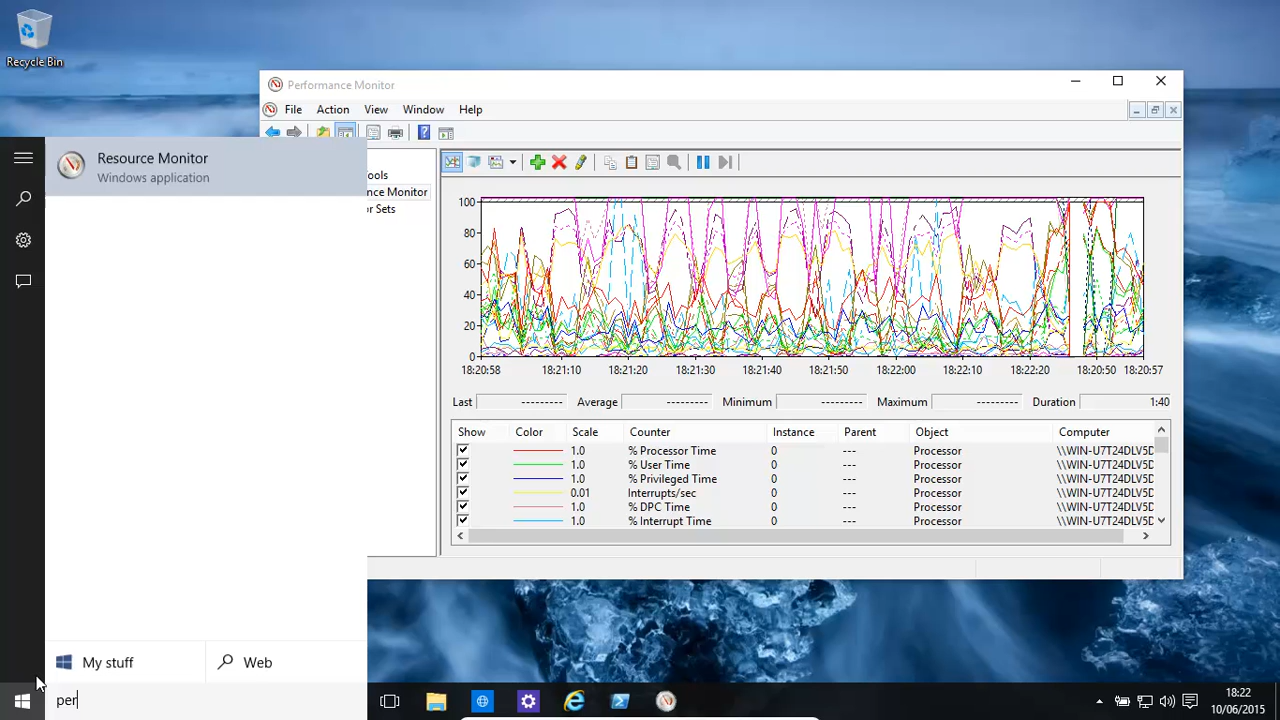 Recycle Bin
Performance Monitor
File Action View Window Help
Resource Monitor
Windows application
ools
nce Monitor
or Sets
100
80
60
40
20
0
18:20:58 18:21:10 18:21:20 18:21:30 18:21:40 18:21:50 18:22:00 18:22:10 18:22:20 18:20:50 18:20:57
Last --------- Average --------- Minimum --------- Maximum --------- Duration 1:40
Show Color Scale Counter Instance Parent Object Computer
1.0 % Processor Time 0 --- Processor \\WIN-U7T24DLV5D
1.0 % User Time 0 --- Processor \\WIN-U7T24DLV5D
1.0 % Privileged Time 0 --- Processor \\WIN-U7T24DLV5D
0.01 Interrupts/sec 0 --- Processor \\WIN-U7T24DLV5D
1.0 % DPC Time 0 --- Processor \\WIN-U7T24DLV5D
1.0 % Interrupt Time 0 --- Processor \\WIN-U7T24DLV5D
My stuff Web
per
18:22
10/06/2015